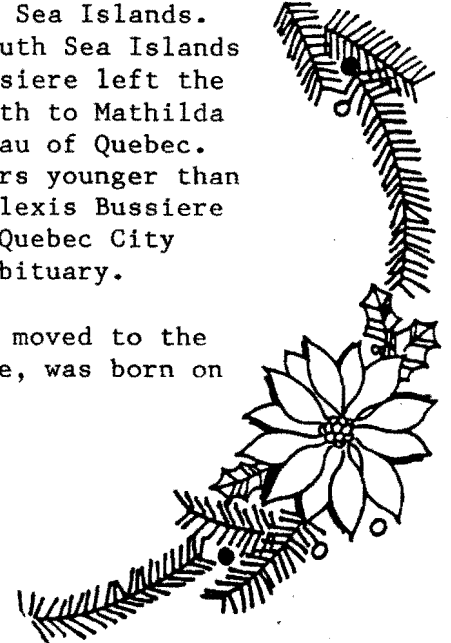 Sea Islands.
uth Sea Islands
siere left the
th to Mathilda
au of Quebec.
rs younger than
lexis Bussiere
Quebec City
bituary.
moved to the
e, was born on